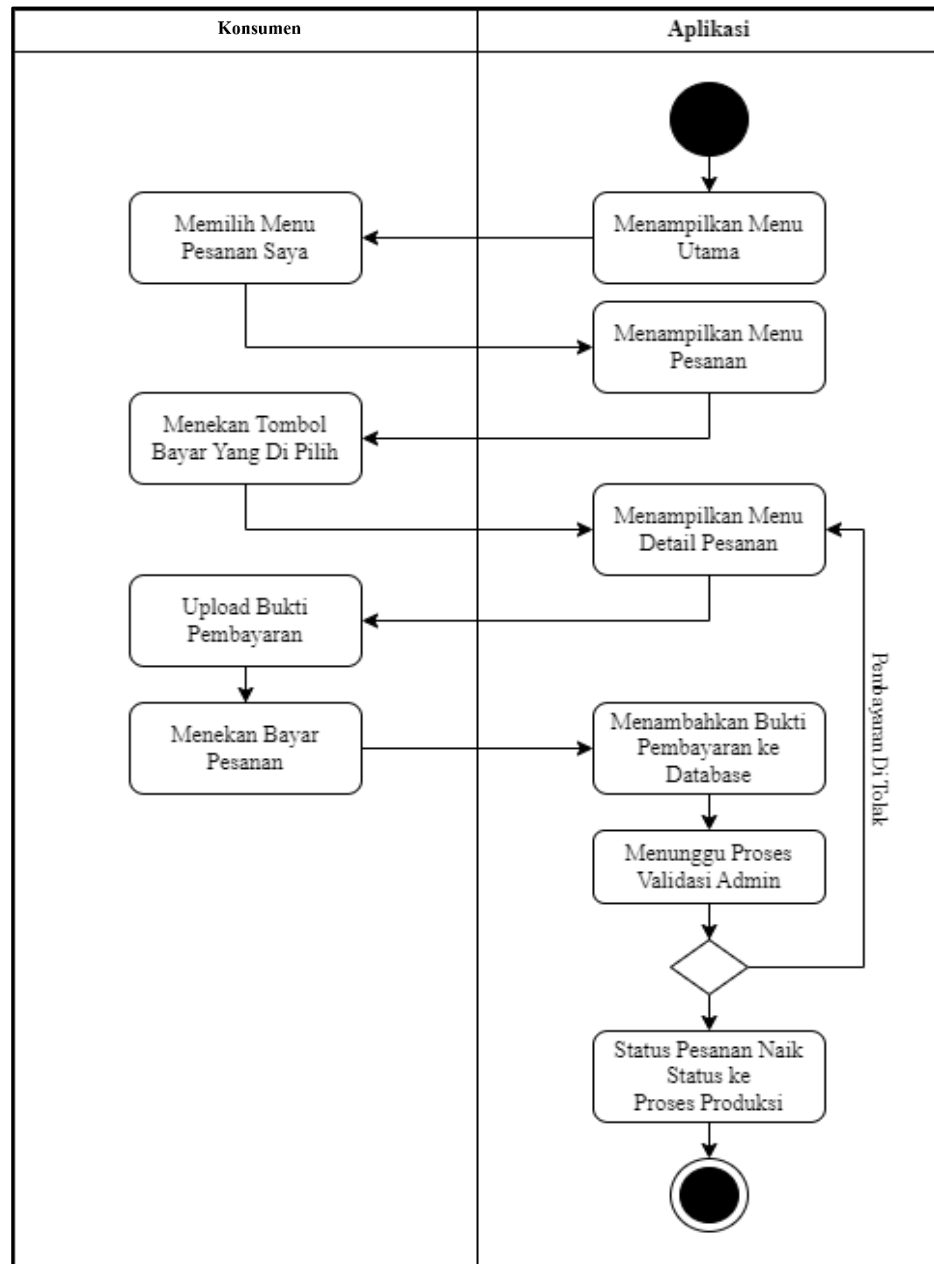 Konsumen
Aplikasi
Menampilkan Menu
Utama
Memilih Menu
Pesanan Saya
Menampilkan Menu
Pesanan
Menekan Tombol
Bayar Yang Di Pilih
Menampilkan Menu
Detail Pesanan
Upload Bukti
Pembayaran
Menekan Bayar
Pesanan
Menambahkan Bukti
Pembayaran ke
Database
Menunggu Proses
Validasi Admin
Pembayaran Di Tolak
Status Pesanan Naik
Status ke
Proses Produksi